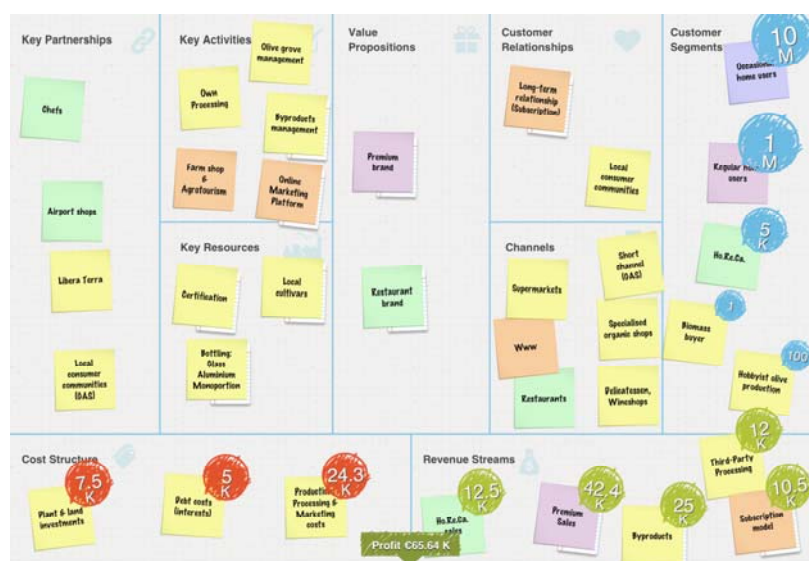 Key Partnerships
Chefs
Airport shops
Libera Terra
Local
consumer
communities
(GAS)
Key Activities
Olive grove
management
Own
Processing
Byproducts
management
Farm shop
&
Agrotourism
Online
Marketing
Platform
Key Resources
Certification
Local
cultivars
Bottling:
Glass
Aluminium
Monoportion
Value
Propositions
Premium
brand
Restaurant
brand
Customer
Relationships
Long-term
relationship
(Subscription)
Local
consumer
communities
Channels
Supermarkets
Short
channel
(GAS)
Www
Specialised
organic shops
Restaurants
Delicatessen,
Wineshops
Customer
Segments
10
M
home users
1
M
Regular
users
5
K
Ho.Re.Ca.
1
Biomass
buyer
100
Hobbyist olive
production
Cost Structure
7.5
K
Plant & land
investments
5
K
Debt costs
(interests)
24.3
K
Processing &
Marketing
costs
Revenue Streams
12.5
K
Ho.Re.Ca.
sales
42.4
K
Premium
Sales
25
K
Byproducts
12
K
Third-Party
Processing
10.5
K
Subscription
model
Profit €65.64 K